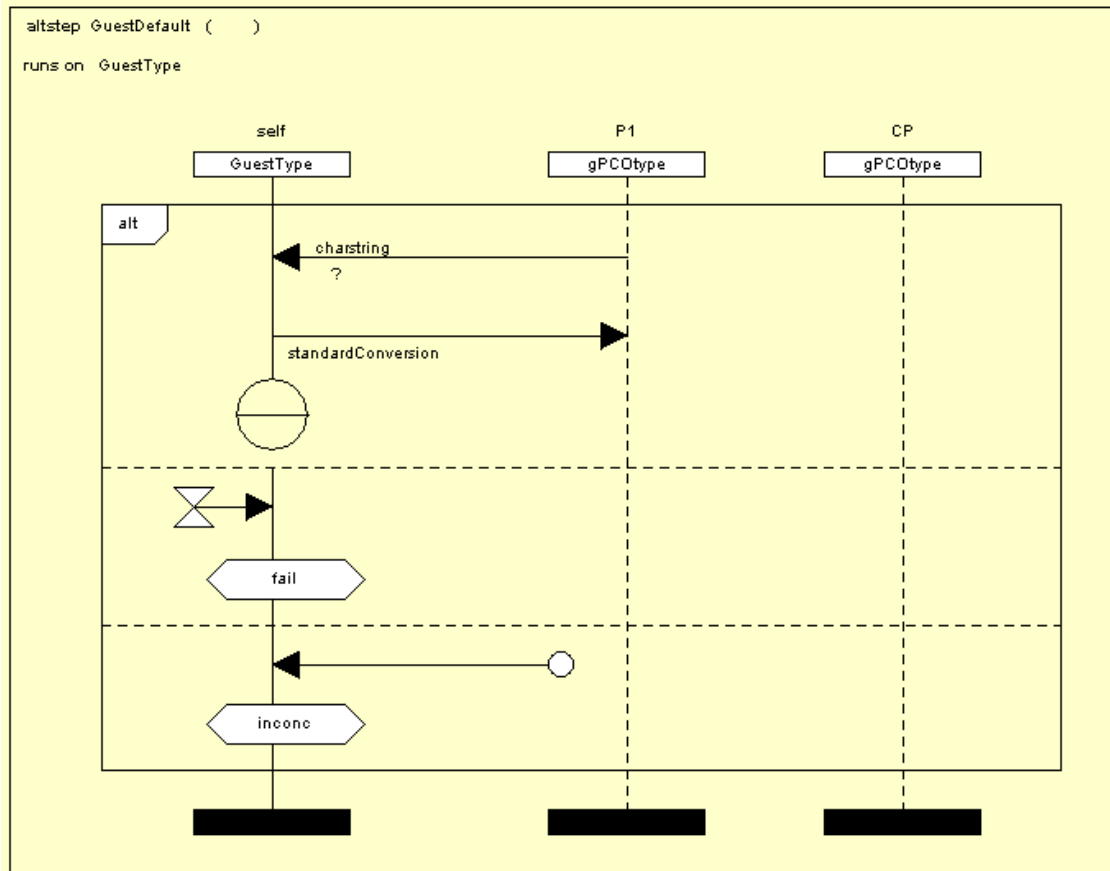 altstep GuestDefault ( )
runs on GuestType
self P1 CP
GuestType gPCOtype gPCOtype
alt
charstring
?
standardConversion
fail
inconc